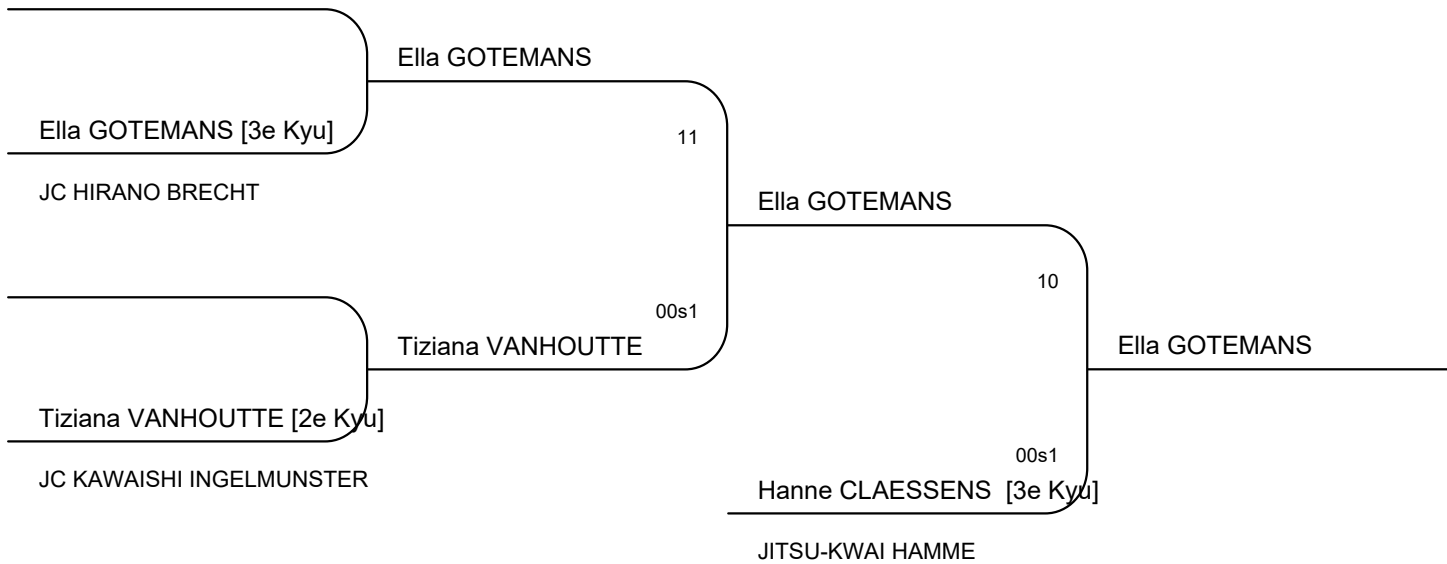 Ella GOTEMANS
Ella GOTEMANS [3e Kyu]
11
JC HIRANO BRECHT
Ella GOTEMANS
10
00s1
Tiziana VANHOUTTE
Ella GOTEMANS
Tiziana VANHOUTTE [2e Kyu]
00s1
JC KAWAISHI INGELMUNSTER
Hanne CLAESSENS [3e Kyu]
JITSU-KWAI HAMME